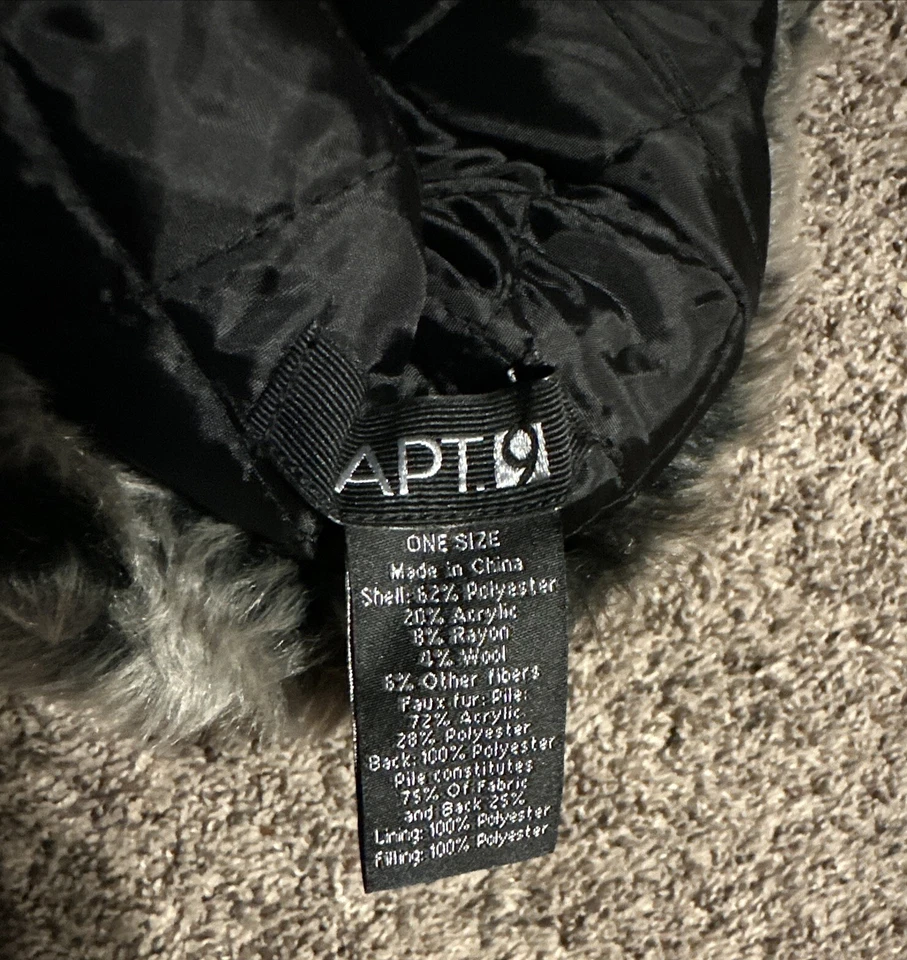 APT.9
ONE SIZE
Made in China
Shell: 62% Polyester
20% Acrylic
8% Rayon
4% Wool
6% Other fibers
Faux fur: Pile:
72% Acrylic
28% Polyester
Back: 100% Polyester
Pile constitutes
75% Of Fabric
and Back 25%
Lining: 100% Polyester
Filling: 100% Polyester